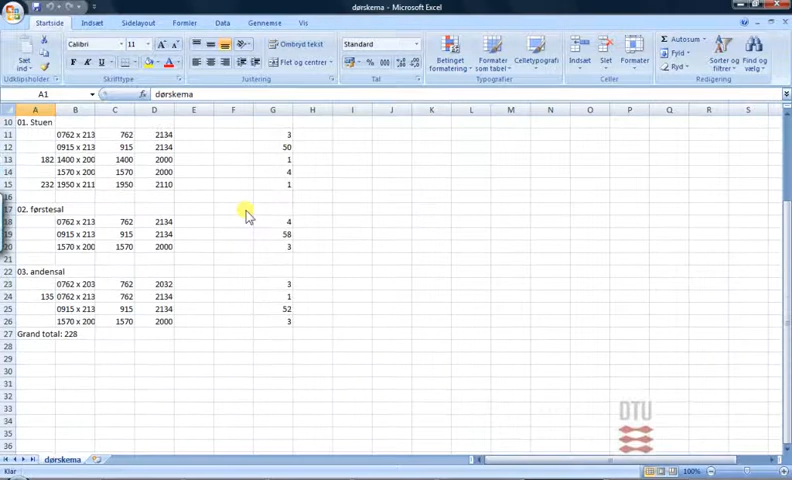 dørskema - Microsoft Excel
Startside Indsæt Sidelayout Formler Data Gennemse Vis
Sæt ind
Calibri 11
F K U
Ombryd tekst
Flet og centrer
Standard
Betinget formatering
Formater som tabel
Typografier
Indsæt Slet Formater
Autosum
Fyld
Ryd
Sorter og filtrer
Find og vælg
Udklipsholder Skrifttype Justering Tal Typografier Celler Redigering
A1 fx dørskema
A B C D E F G H I J K L M N O P Q R S
10 01. Stuen
11 0762 x 213 762 2134 3
12 0915 x 213 915 2134 50
13 182 1400 x 200 1400 2000 1
14 1570 x 200 1570 2000 4
15 232 1950 x 211 1950 2110 1
16
17 02. førstesal
18 0762 x 213 762 2134 4
19 0915 x 213 915 2134 58
20 1570 x 200 1570 2000 3
21
22 03. andensal
23 0762 x 203 762 2032 3
24 135 0762 x 213 762 2134 1
25 0915 x 213 915 2134 52
26 1570 x 200 1570 2000 3
27 Grand total: 228
28
29
30
31
32
33
34
35
36
DTU
dørskema
Klar 100%